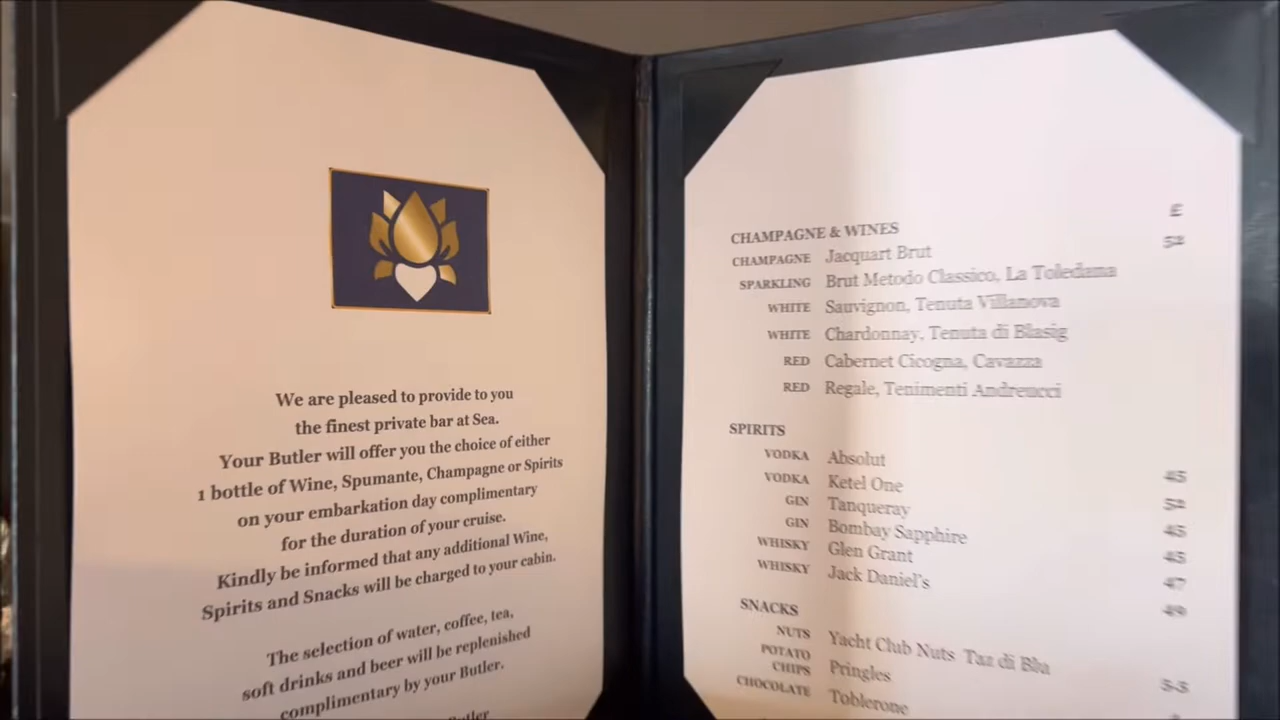 We are pleased to provide to you
the finest private bar at Sea.
Your Butler will offer you the choice of either
1 bottle of Wine, Spumante, Champagne or Spirits
on your embarkation day complimentary
for the duration of your cruise.
Kindly be informed that any additional Wine,
Spirits and Snacks will be charged to your cabin.
The selection of water, coffee, tea,
soft drinks and beer will be replenished
complimentary by your Butler.
Butler
£
CHAMPAGNE & WINES
CHAMPAGNE Jacquart Brut 52
SPARKLING Brut Metodo Classico, La Toledana
WHITE Sauvignon, Tenuta Villanova
WHITE Chardonnay, Tenuta di Blasig
RED Cabernet Cicogna, Cavazza
RED Regale, Tenimenti Andreucci
SPIRITS
VODKA Absolut 45
VODKA Ketel One 52
GIN Tanqueray 45
GIN Bombay Sapphire 45
WHISKY Glen Grant 47
WHISKY Jack Daniel's 49
SNACKS
NUTS Yacht Club Nuts Taz di Bla
POTATO
CHIPS Pringles
CHOCOLATE Toblerone